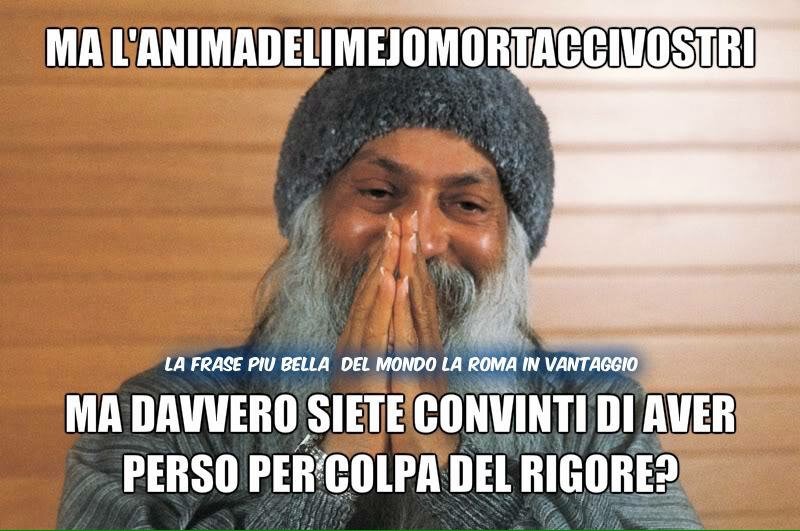 MA L'ANIMADELIMEJOMORTACCIVOSTRI
LA FRASE PIU BELLA DEL MONDO LA ROMA IN VANTAGGIO
MA DAVVERO SIETE CONVINTI DI AVER
PERSO PER COLPA DEL RIGORE?